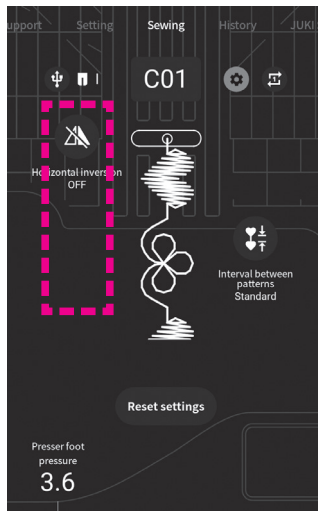 upport Setting Sewing History JUKI
C01
Horizontal inversion
OFF
Interval between
patterns
Standard
Reset settings
Presser foot
pressure
3.6